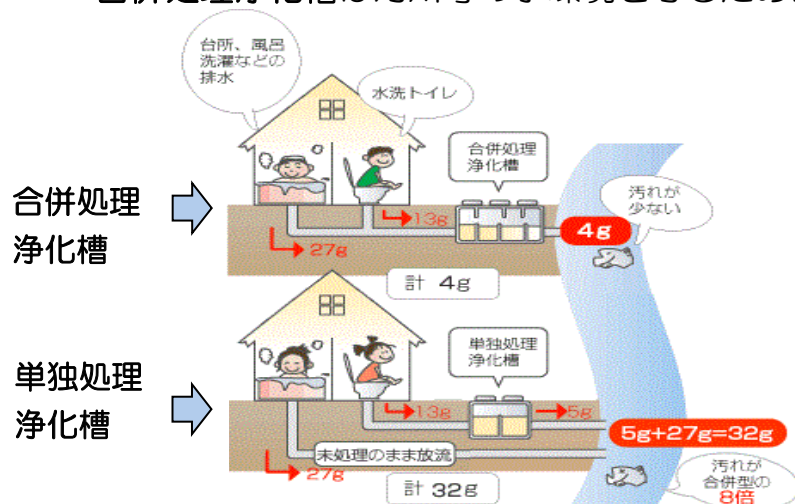 台所、風呂
洗濯などの
排水
水洗トイレ
合併処理
浄化槽
合併処理
浄化槽
汚れが
少ない
13g
27g
4g
計 4g
単独処理
浄化槽
単独処理
浄化槽
13g
5g
5g+27g=32g
未処理のまま放流
27g
計 32g
汚れが
合併型の
8倍